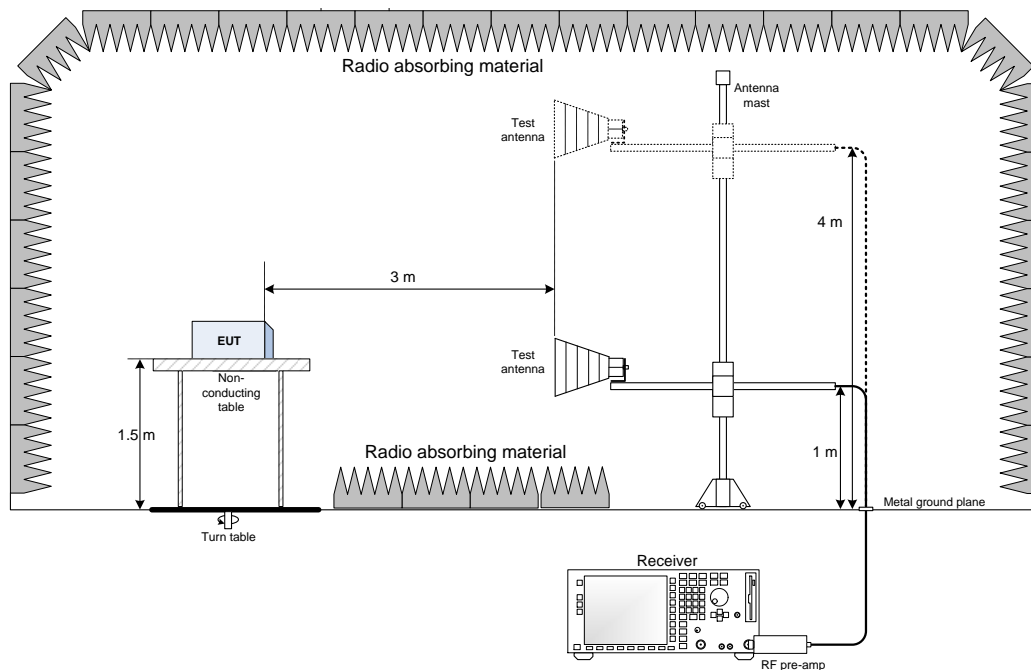 Radio absorbing material
Antenna
mast
Test
antenna
4 m
3 m
EUT
Test
antenna
Non-
conducting
table
1.5 m
Radio absorbing material
1 m
Metal ground plane
Turn table
Receiver
RF pre-amp